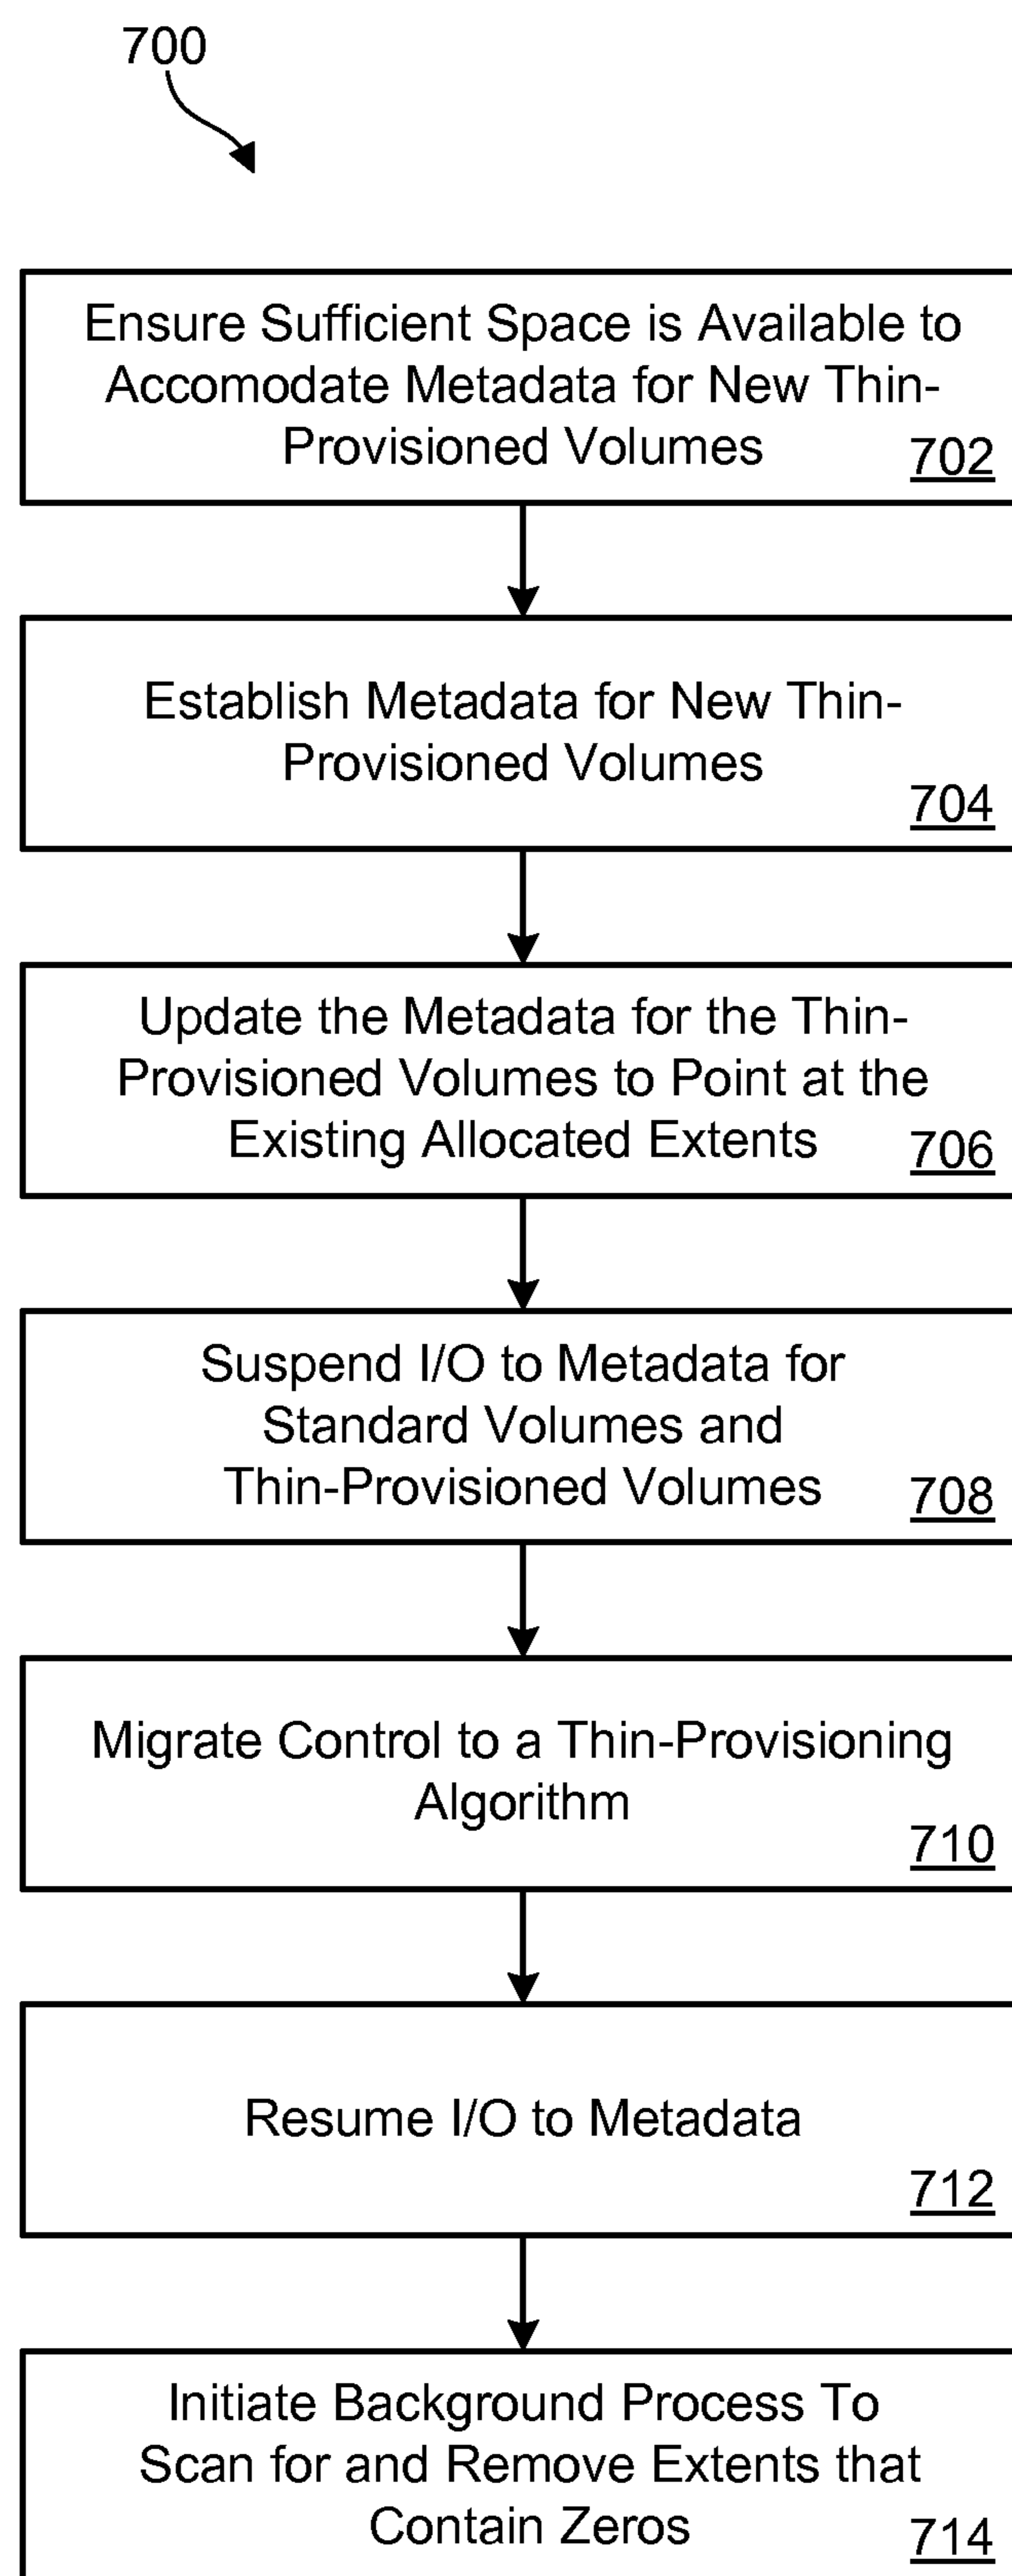 700
Ensure Sufficient Space is Available to
Accomodate Metadata for New Thin-
Provisioned Volumes
702
Establish Metadata for New Thin-
Provisioned Volumes
704
Update the Metadata for the Thin-
Provisioned Volumes to Point at the
Existing Allocated Extents
706
Suspend I/O to Metadata for
Standard Volumes and
Thin-Provisioned Volumes
708
Migrate Control to a Thin-Provisioning
Algorithm
710
Resume I/O to Metadata
712
Initiate Background Process To
Scan for and Remove Extents that
Contain Zeros
714